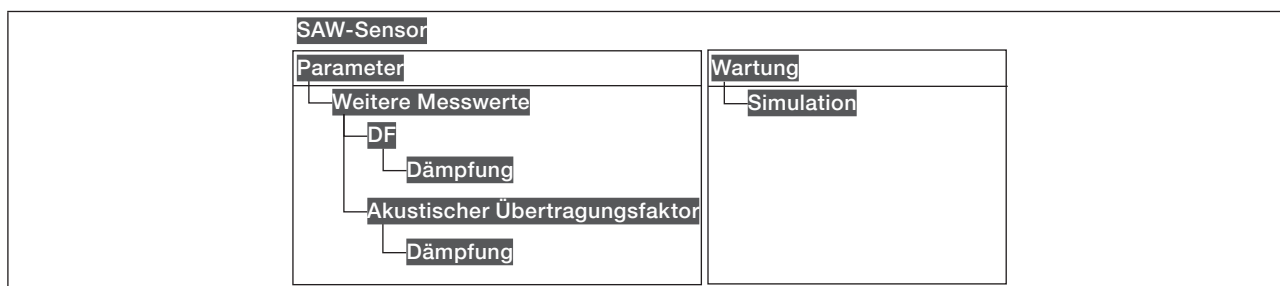 SAW-Sensor
Parameter
Weitere Messwerte
DF
Dämpfung
Akustischer Übertragungsfaktor
Dämpfung
Wartung
Simulation